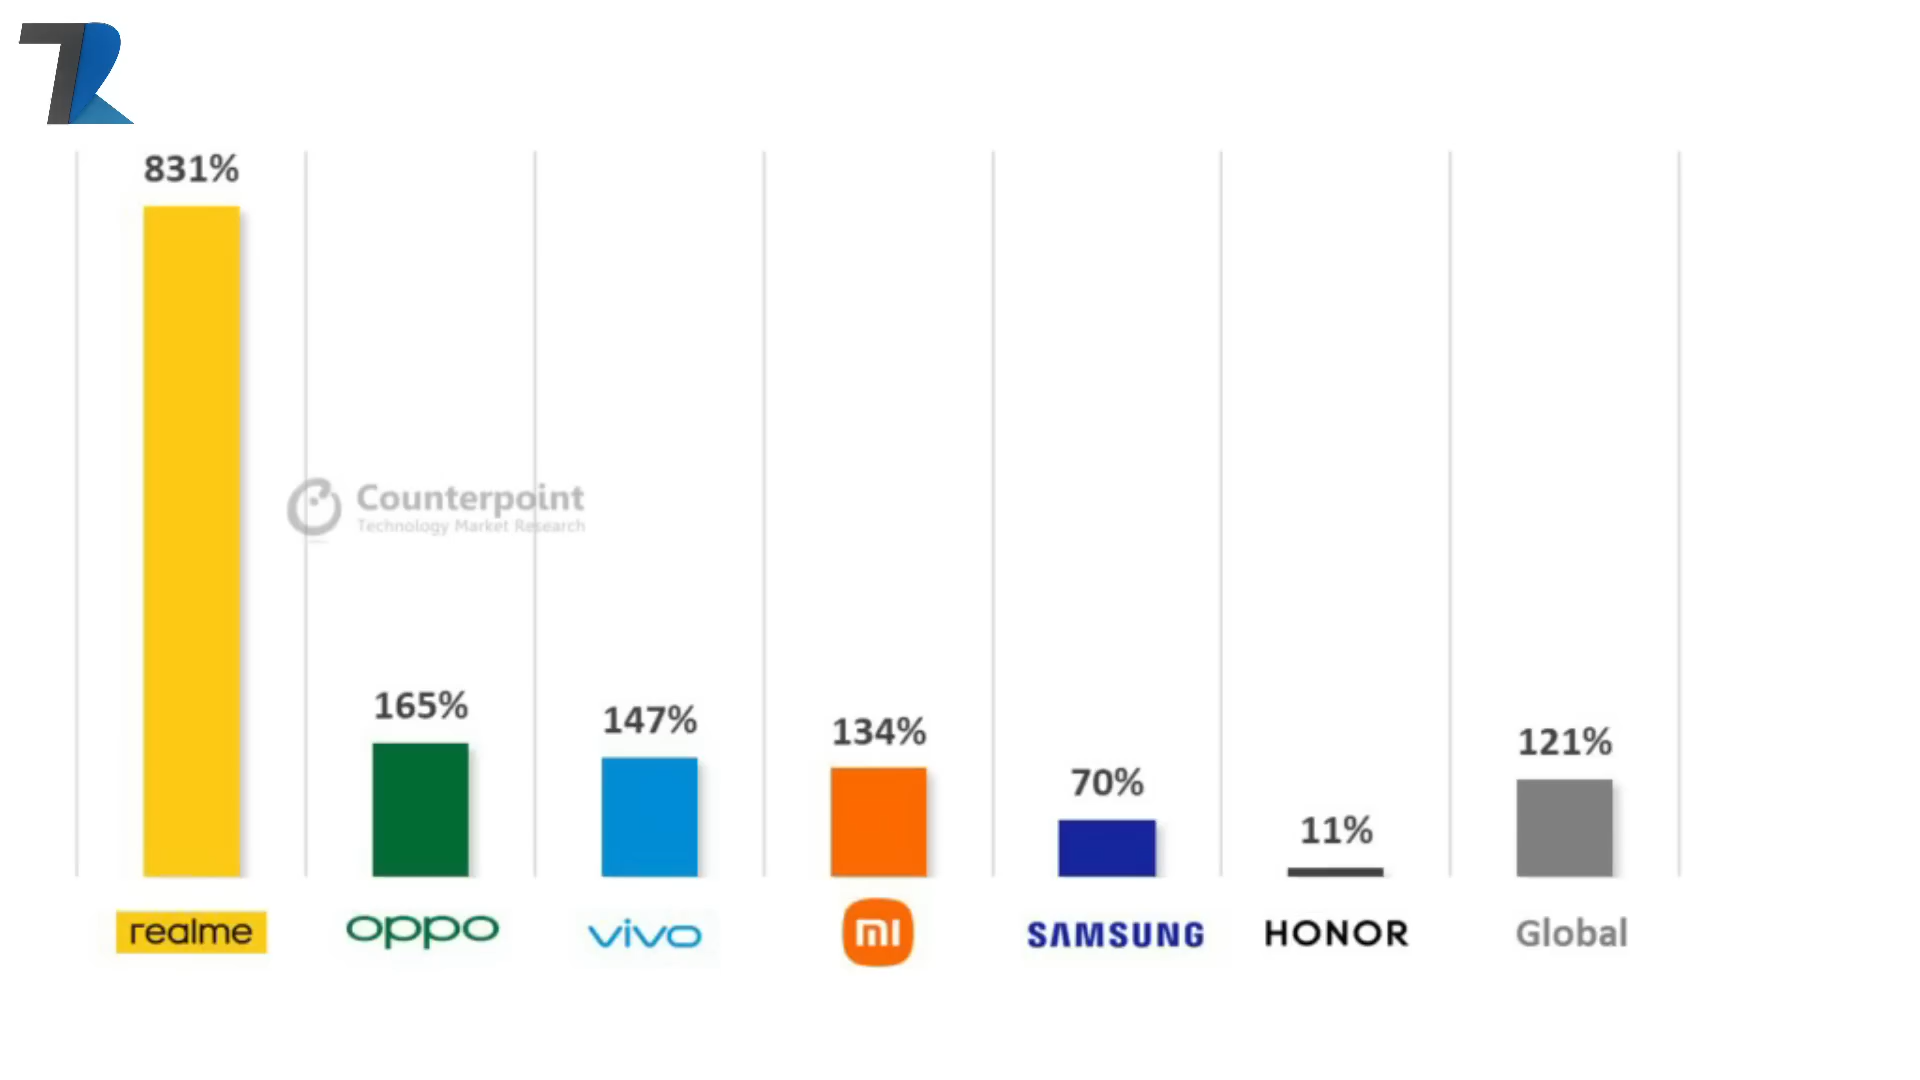 831%
165%
147%
134%
70%
11%
121%
Counterpoint
Technology Market Research
realme
oppo
vivo
mi
SAMSUNG
HONOR
Global